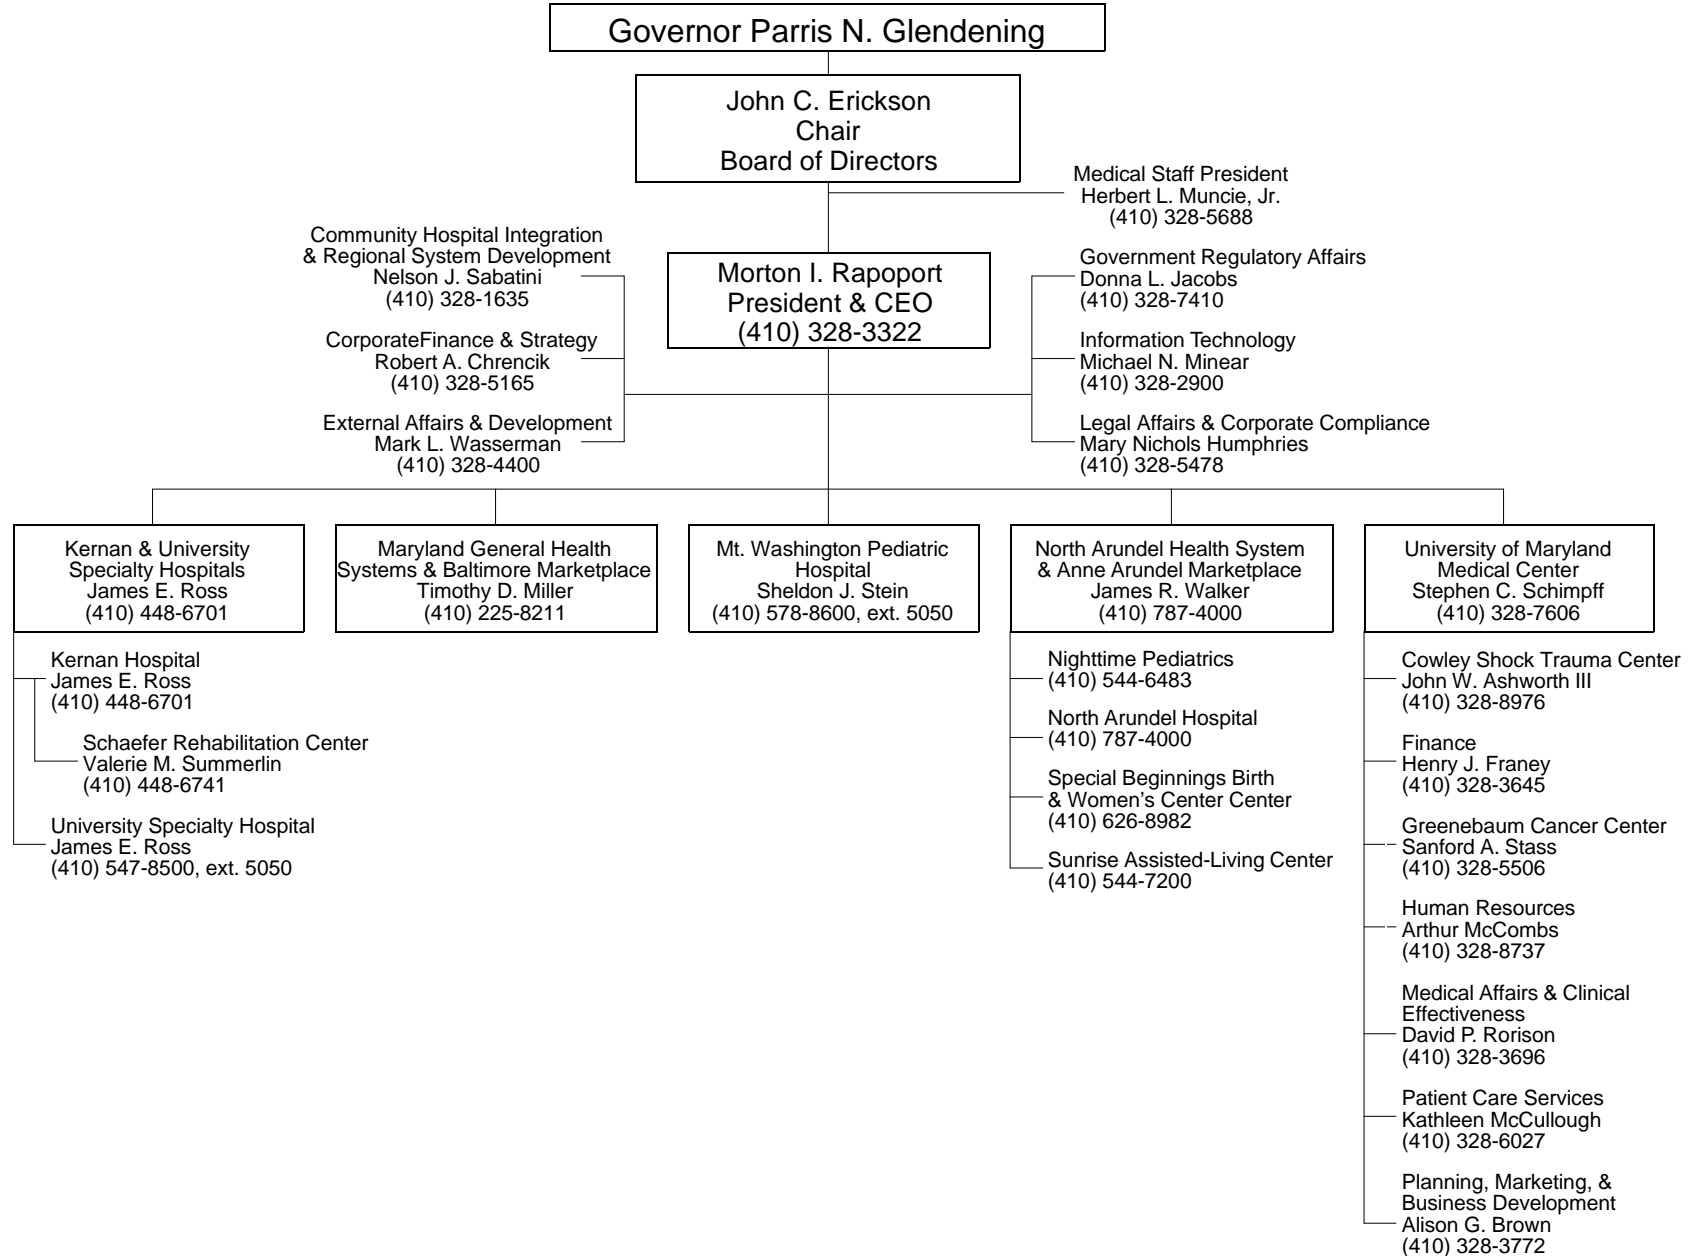 Governor Parris N. Glendening
John C. Erickson
Chair
Board of Directors
Medical Staff President
Herbert L. Muncie, Jr.
(410) 328-5688
Community Hospital Integration
& Regional System Development
Nelson J. Sabatini
(410) 328-1635
CorporateFinance & Strategy
Robert A. Chrencik
(410) 328-5165
External Affairs & Development
Mark L. Wasserman
(410) 328-4400
Morton I. Rapoport
President & CEO
(410) 328-3322
Government Regulatory Affairs
Donna L. Jacobs
(410) 328-7410
Information Technology
Michael N. Minear
(410) 328-2900
Legal Affairs & Corporate Compliance
Mary Nichols Humphries
(410) 328-5478
Kernan & University
Specialty Hospitals
James E. Ross
(410) 448-6701
Kernan Hospital
James E. Ross
(410) 448-6701
Schaefer Rehabilitation Center
Valerie M. Summerlin
(410) 448-6741
University Specialty Hospital
James E. Ross
(410) 547-8500, ext. 5050
Maryland General Health
Systems & Baltimore Marketplace
Timothy D. Miller
(410) 225-8211
Mt. Washington Pediatric
Hospital
Sheldon J. Stein
(410) 578-8600, ext. 5050
North Arundel Health System
& Anne Arundel Marketplace
James R. Walker
(410) 787-4000
Nighttime Pediatrics
(410) 544-6483
North Arundel Hospital
(410) 787-4000
Special Beginnings Birth
& Women's Center Center
(410) 626-8982
Sunrise Assisted-Living Center
(410) 544-7200
University of Maryland
Medical Center
Stephen C. Schimpff
(410) 328-7606
Cowley Shock Trauma Center
John W. Ashworth III
(410) 328-8976
Finance
Henry J. Franey
(410) 328-3645
Greenebaum Cancer Center
Sanford A. Stass
(410) 328-5506
Human Resources
Arthur McCombs
(410) 328-8737
Medical Affairs & Clinical
Effectiveness
David P. Rorison
(410) 328-3696
Patient Care Services
Kathleen McCullough
(410) 328-6027
Planning, Marketing, &
Business Development
Alison G. Brown
(410) 328-3772